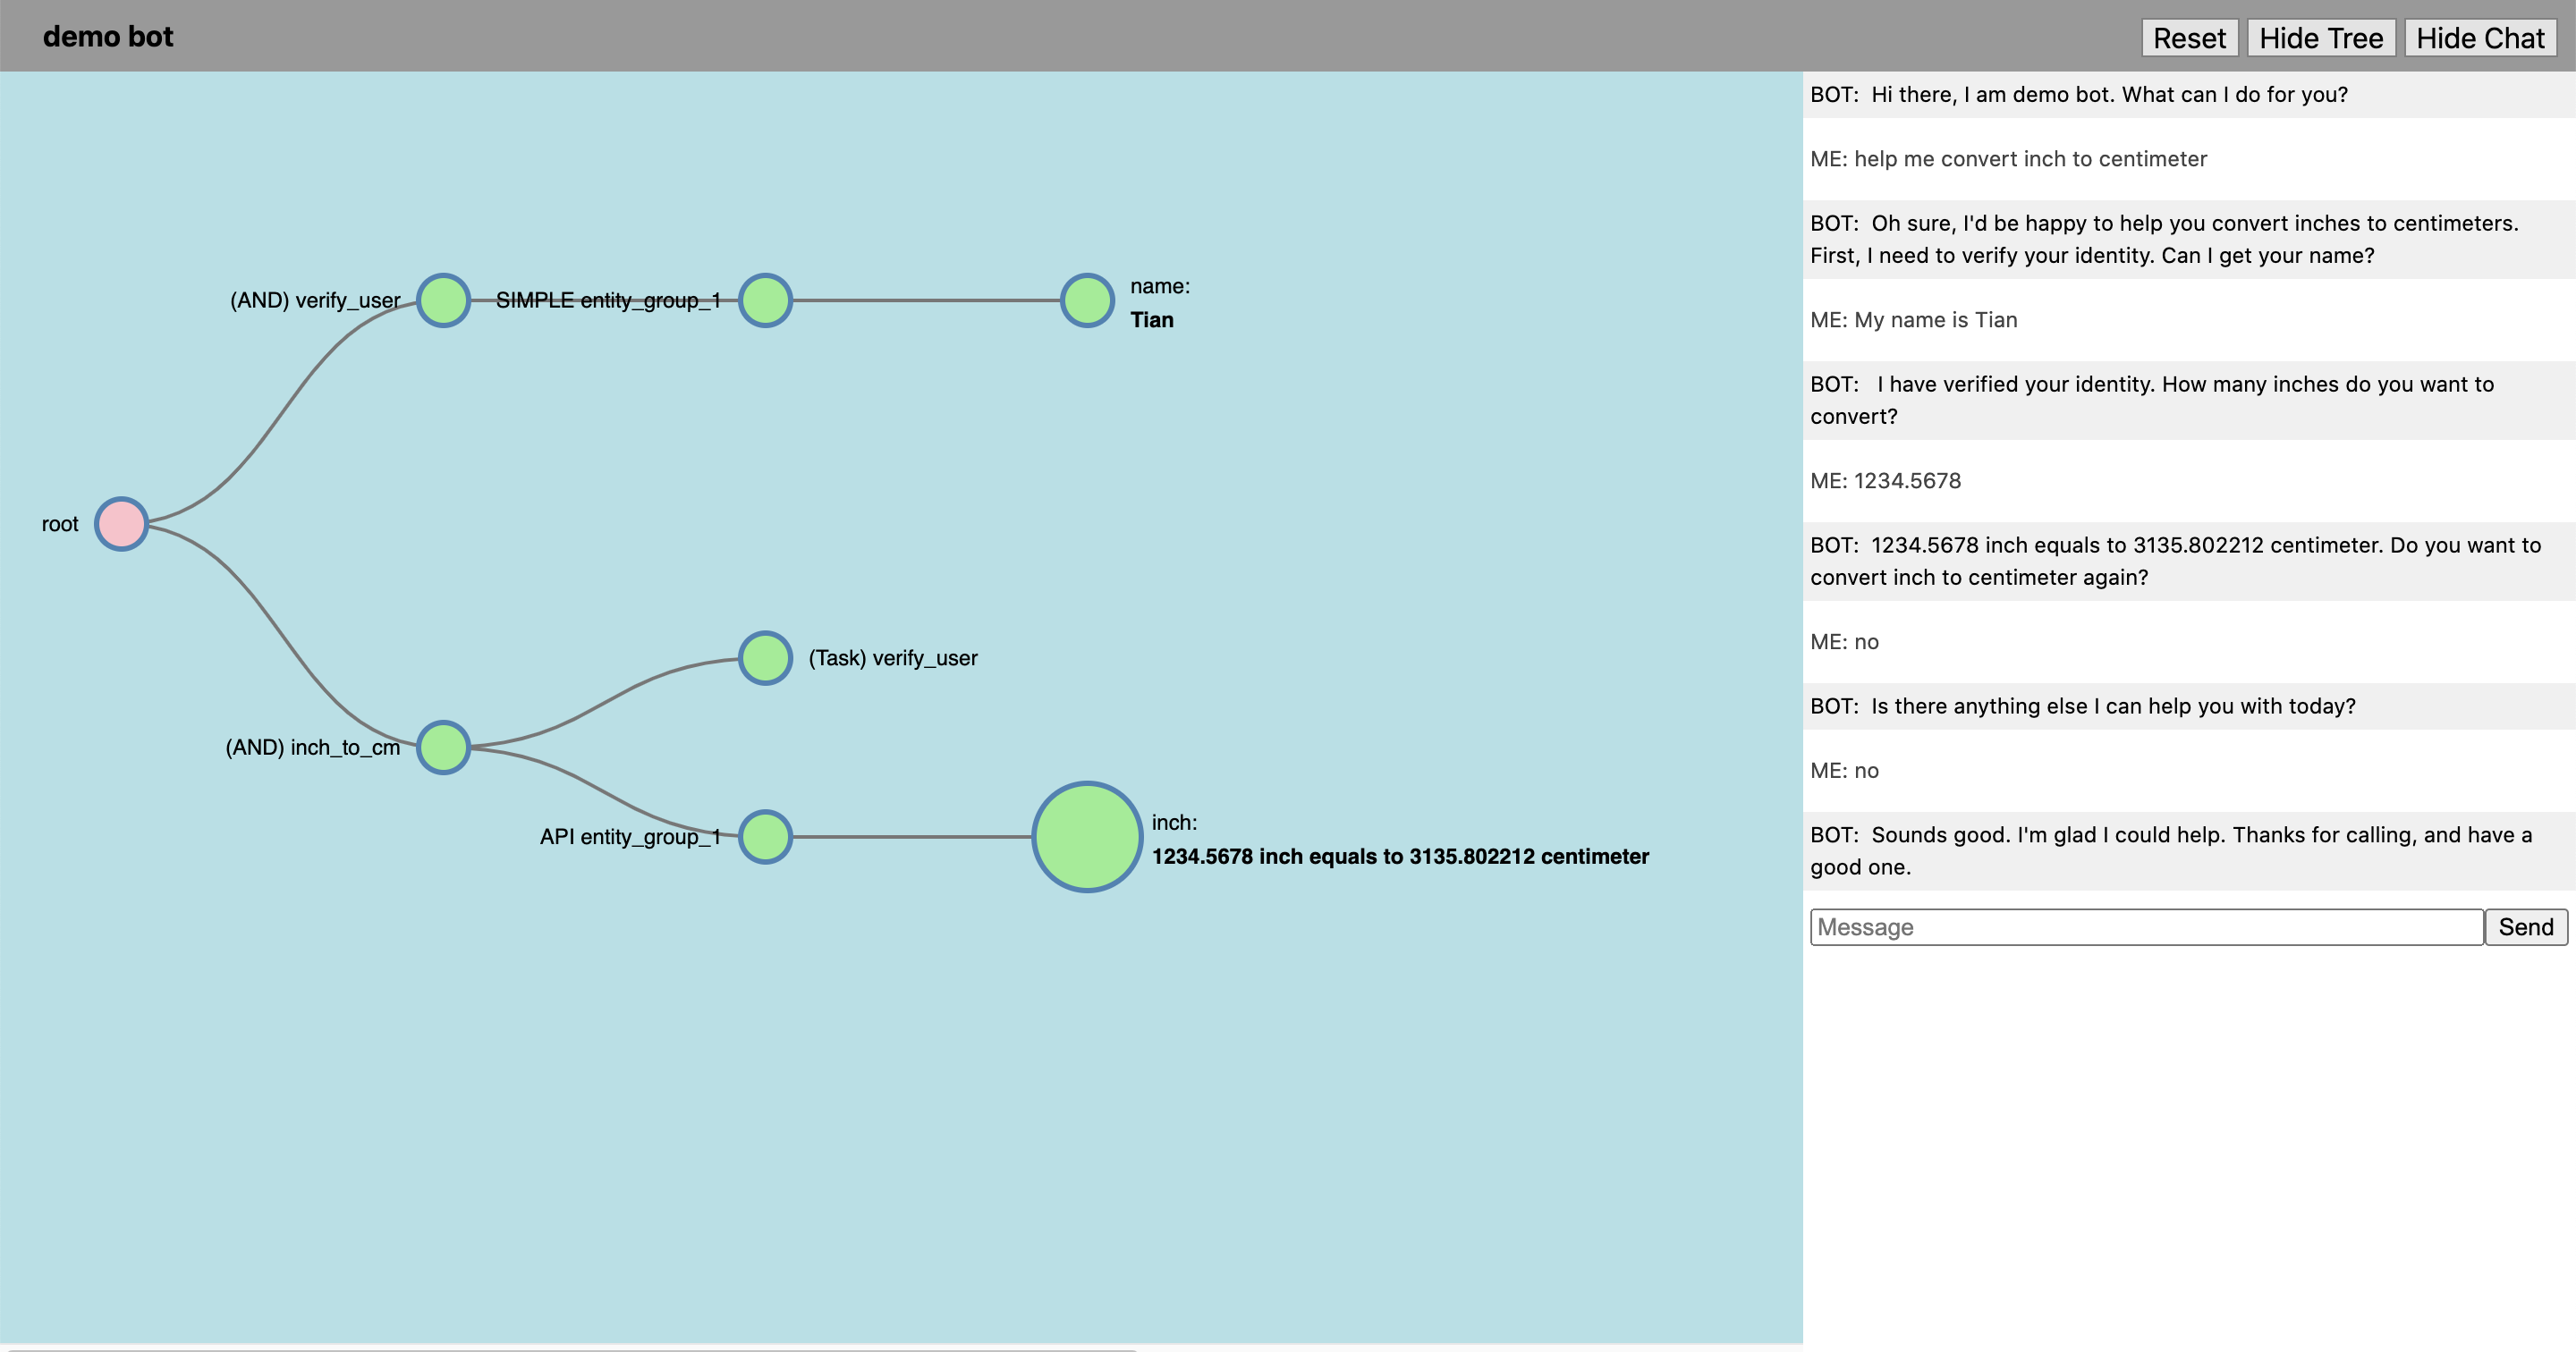 demo bot
Reset
Hide Tree
Hide Chat
(AND) verify_user
SIMPLE entity_group_1
name:
Tian
root
(Task) verify_user
(AND) inch_to_cm
API entity_group_1
inch:
1234.5678 inch equals to 3135.802212 centimeter
BOT: Hi there, I am demo bot. What can I do for you?
ME: help me convert inch to centimeter
BOT: Oh sure, I'd be happy to help you convert inches to centimeters.
First, I need to verify your identity. Can I get your name?
ME: My name is Tian
BOT: I have verified your identity. How many inches do you want to
convert?
ME: 1234.5678
BOT: 1234.5678 inch equals to 3135.802212 centimeter. Do you want to
convert inch to centimeter again?
ME: no
BOT: Is there anything else I can help you with today?
ME: no
BOT: Sounds good. I'm glad I could help. Thanks for calling, and have a
good one.
Message
Send